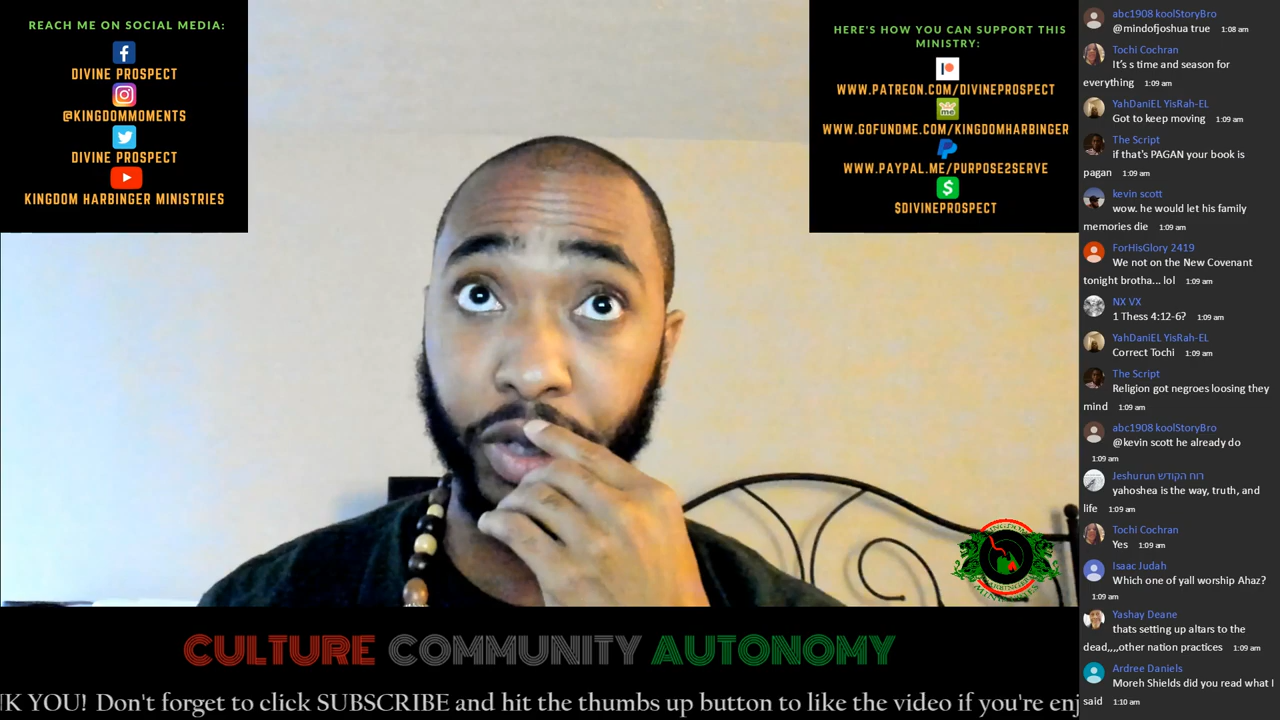 REACH ME ON SOCIAL MEDIA:
DIVINE PROSPECT
@KINGDOMMOMENTS
DIVINE PROSPECT
KINGDOM HARBINGER MINISTRIES
HERE'S HOW YOU CAN SUPPORT THIS
MINISTRY:
WWW.PATREON.COM/DIVINEPROSPECT
me
WWW.GOFUNDME.COM/KINGDOMHARBINGER
WWW.PAYPAL.ME/PURPOSE2SERVE
$
$DIVINEPROSPECT
abc1908 koolStoryBro
@mindofjoshua true 1:08 am
Tochi Cochran
It's s time and season for
everything 1:09 am
YahDaniEL YisRah-EL
Got to keep moving 1:09 am
The Script
if that's PAGAN your book is
pagan 1:09 am
kevin scott
wow. he would let his family
memories die 1:09 am
ForHisGlory 2419
We not on the New Covenant
tonight brotha... lol 1:09 am
NX VX
1 Thess 4:12-6? 1:09 am
YahDaniEL YisRah-EL
Correct Tochi 1:09 am
The Script
Religion got negroes loosing they
mind 1:09 am
abc1908 koolStoryBro
@kevin scott he already do
1:09 am
Jeshurun רוח הקודש
yahoshea is the way, truth, and
life 1:09 am
Tochi Cochran
Yes 1:09 am
Isaac Judah
Which one of yall worship Ahaz?
1:09 am
Yashay Deane
thats setting up altars to the
dead,,,,other nation practices 1:09 am
Ardree Daniels
Moreh Shields did you read what I
said 1:10 am
KINGDOM
HARBINGER
MINISTRIES
CULTURE COMMUNITY AUTONOMY
YOU! Don't forget to click SUBSCRIBE and hit the thumbs up button to like the video if you're